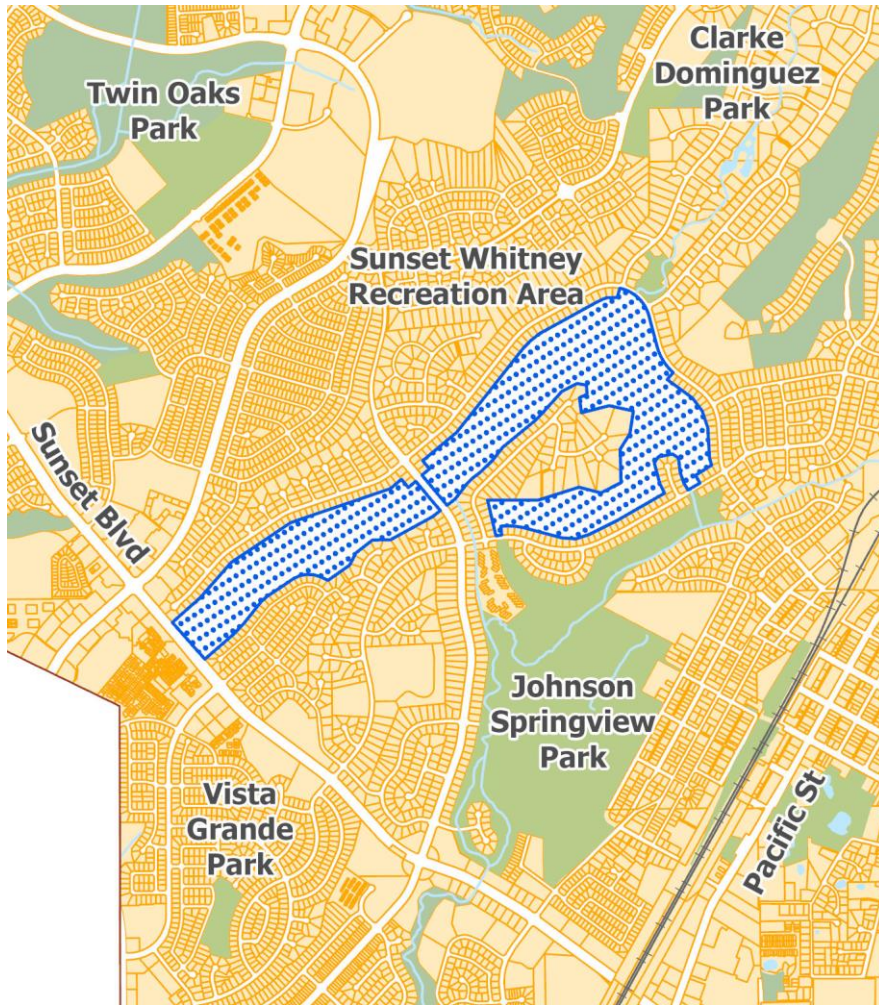 Clarke
Dominguez
Park
Twin Oaks
Park
Sunset Whitney
Recreation Area
Sunset Blvd
Johnson
Springview
Park
Vista
Grande
Park
Pacific St